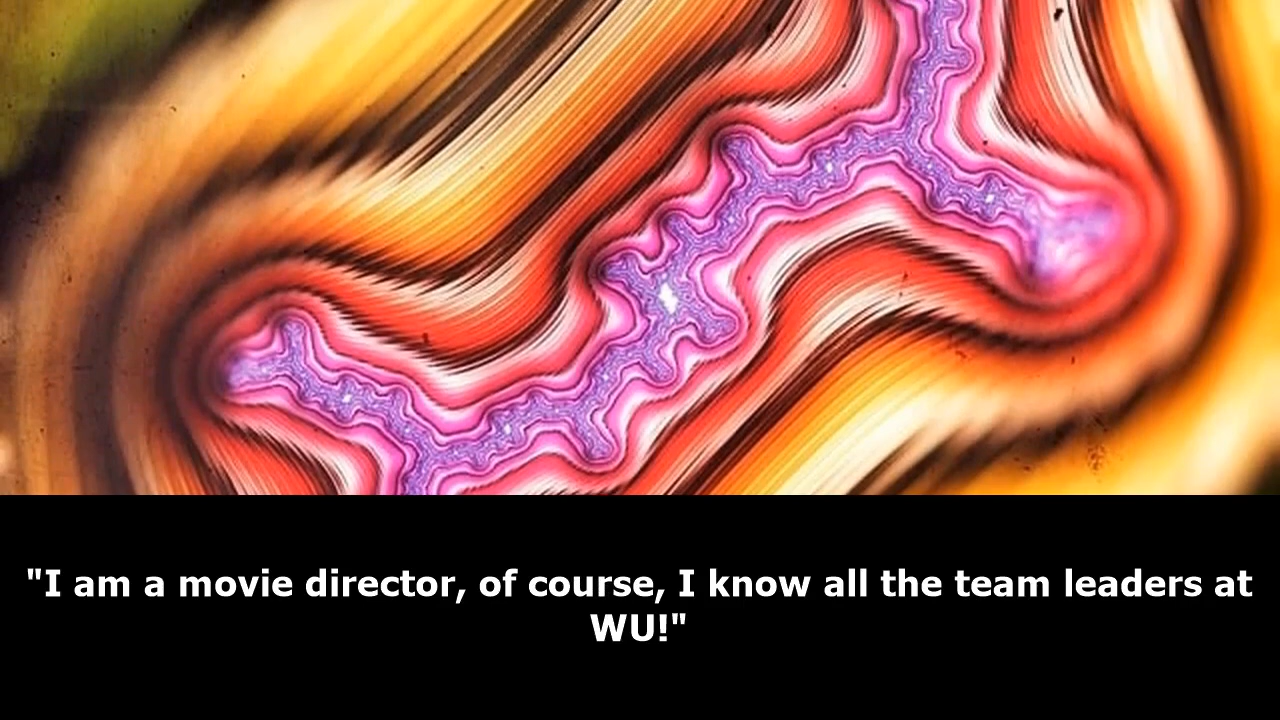 "I am a movie director, of course, I know all the team leaders at
WU!"